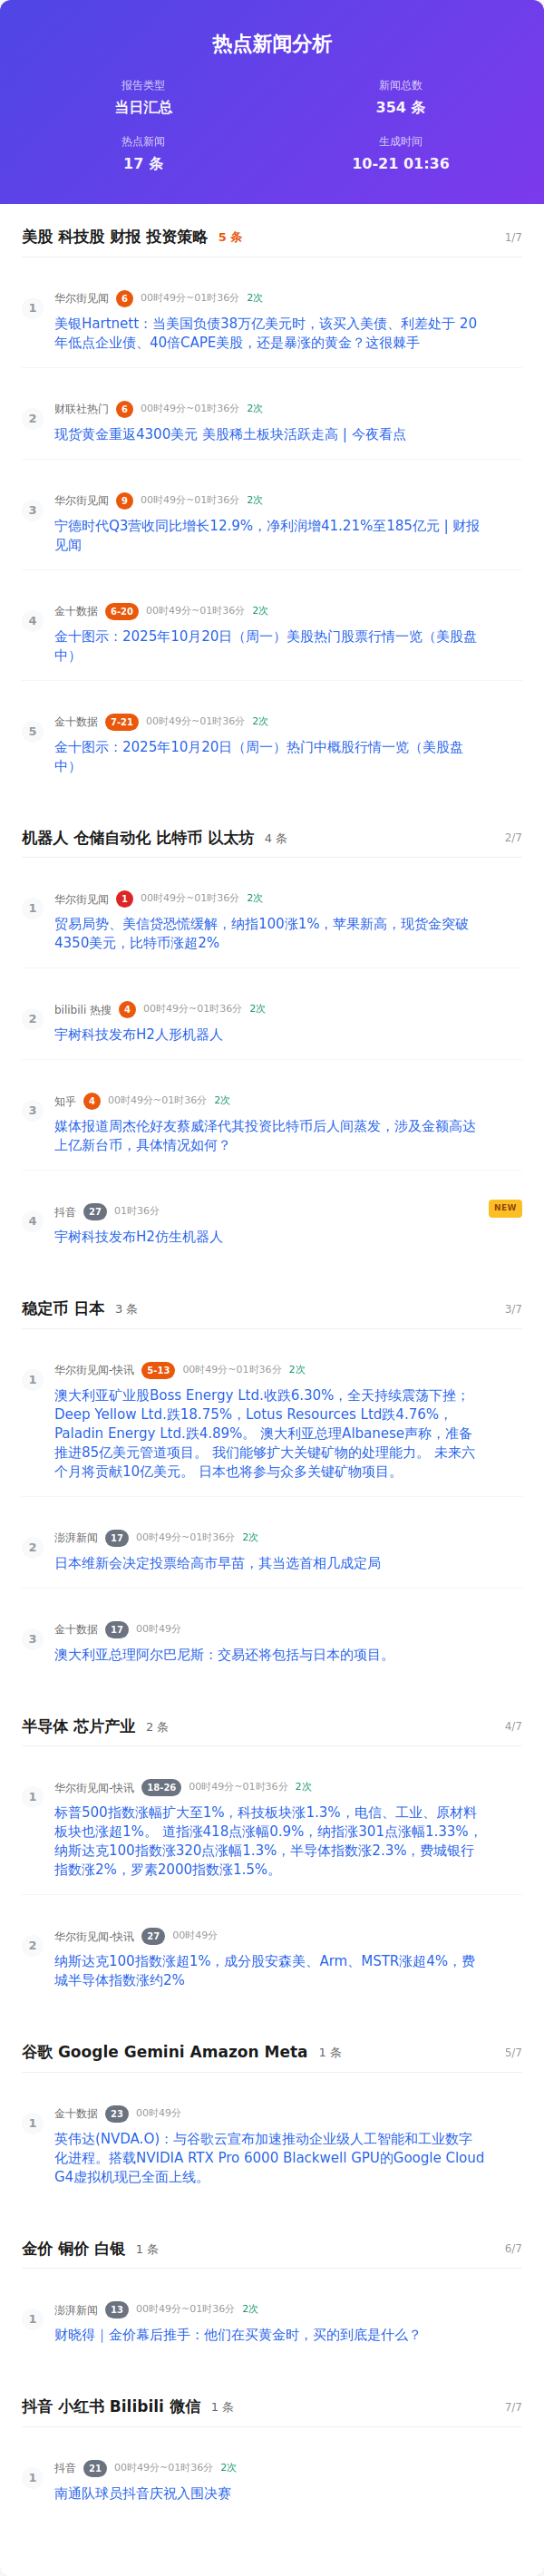 热点新闻分析
报告类型
当日汇总
新闻总数
354 条
热点新闻
17 条
生成时间
10-21 01:36
美股 科技股 财报 投资策略 5 条 1/7
1 华尔街见闻 6 00时49分~01时36分 2次
美银Hartnett：当美国负债38万亿美元时，该买入美债、利差处于 20
年低点企业债、40倍CAPE美股，还是暴涨的黄金？这很棘手
2 财联社热门 6 00时49分~01时36分 2次
现货黄金重返4300美元 美股稀土板块活跃走高 | 今夜看点
3 华尔街见闻 9 00时49分~01时36分 2次
宁德时代Q3营收同比增长12.9%，净利润增41.21%至185亿元 | 财报
见闻
4 金十数据 6-20 00时49分~01时36分 2次
金十图示：2025年10月20日（周一）美股热门股票行情一览（美股盘
中）
5 金十数据 7-21 00时49分~01时36分 2次
金十图示：2025年10月20日（周一）热门中概股行情一览（美股盘
中）
机器人 仓储自动化 比特币 以太坊 4 条 2/7
1 华尔街见闻 1 00时49分~01时36分 2次
贸易局势、美信贷恐慌缓解，纳指100涨1%，苹果新高，现货金突破
4350美元，比特币涨超2%
2 bilibili 热搜 4 00时49分~01时36分 2次
宇树科技发布H2人形机器人
3 知乎 4 00时49分~01时36分 2次
媒体报道周杰伦好友蔡威泽代其投资比特币后人间蒸发，涉及金额高达
上亿新台币，具体情况如何？
4 抖音 27 01时36分 NEW
宇树科技发布H2仿生机器人
稳定币 日本 3 条 3/7
1 华尔街见闻-快讯 5-13 00时49分~01时36分 2次
澳大利亚矿业股Boss Energy Ltd.收跌6.30%，全天持续震荡下挫；
Deep Yellow Ltd.跌18.75%，Lotus Resources Ltd跌4.76%，
Paladin Energy Ltd.跌4.89%。 澳大利亚总理Albanese声称，准备
推进85亿美元管道项目。 我们能够扩大关键矿物的处理能力。 未来六
个月将贡献10亿美元。 日本也将参与众多关键矿物项目。
2 澎湃新闻 17 00时49分~01时36分 2次
日本维新会决定投票给高市早苗，其当选首相几成定局
3 金十数据 17 00时49分
澳大利亚总理阿尔巴尼斯：交易还将包括与日本的项目。
半导体 芯片产业 2 条 4/7
1 华尔街见闻-快讯 18-26 00时49分~01时36分 2次
标普500指数涨幅扩大至1%，科技板块涨1.3%，电信、工业、原材料
板块也涨超1%。 道指涨418点涨幅0.9%，纳指涨301点涨幅1.33%，
纳斯达克100指数涨320点涨幅1.3%，半导体指数涨2.3%，费城银行
指数涨2%，罗素2000指数涨1.5%。
2 华尔街见闻-快讯 27 00时49分
纳斯达克100指数涨超1%，成分股安森美、Arm、MSTR涨超4%，费
城半导体指数涨约2%
谷歌 Google Gemini Amazon Meta 1 条 5/7
1 金十数据 23 00时49分
英伟达(NVDA.O)：与谷歌云宣布加速推动企业级人工智能和工业数字
化进程。搭载NVIDIA RTX Pro 6000 Blackwell GPU的Google Cloud
G4虚拟机现已全面上线。
金价 铜价 白银 1 条 6/7
1 澎湃新闻 13 00时49分~01时36分 2次
财晓得｜金价幕后推手：他们在买黄金时，买的到底是什么？
抖音 小红书 Bilibili 微信 1 条 7/7
1 抖音 21 00时49分~01时36分 2次
南通队球员抖音庆祝入围决赛